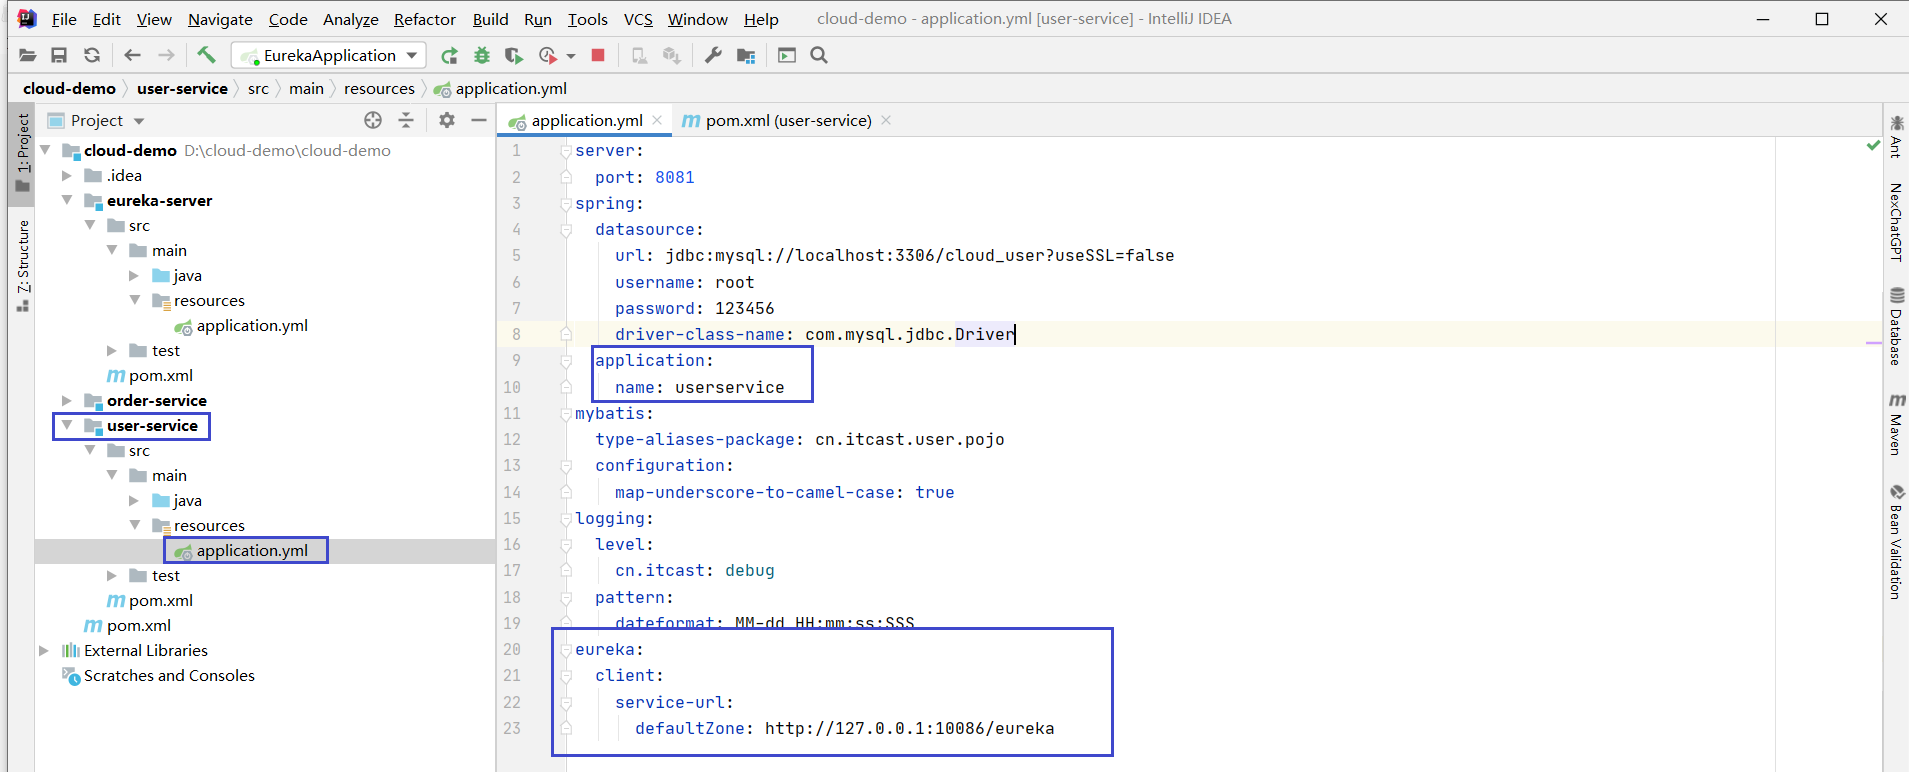 File Edit View Navigate Code Analyze Refactor Build Run Tools VCS Window Help cloud-demo - application.yml [user-service] - IntelliJ IDEA
EurekaApplication
cloud-demo user-service src main resources application.yml
Project
application.yml
pom.xml (user-service)
1: Project
Z: Structure
cloud-demo D:\cloud-demo\cloud-demo
.idea
eureka-server
src
main
java
resources
application.yml
test
pom.xml
order-service
user-service
src
main
java
resources
application.yml
test
pom.xml
pom.xml
External Libraries
Scratches and Consoles
1 server:
2 port: 8081
3 spring:
4 datasource:
5 url: jdbc:mysql://localhost:3306/cloud_user?useSSL=false
6 username: root
7 password: 123456
8 driver-class-name: com.mysql.jdbc.Driver
9 application:
10 name: userservice
11 mybatis:
12 type-aliases-package: cn.itcast.user.pojo
13 configuration:
14 map-underscore-to-camel-case: true
15 logging:
16 level:
17 cn.itcast: debug
18 pattern:
19 dateformat: MM-dd HH:mm:ss:SSS
20 eureka:
21 client:
22 service-url:
23 defaultZone: http://127.0.0.1:10086/eureka
Ant
NexChatGPT
Database
Maven
Bean Validation